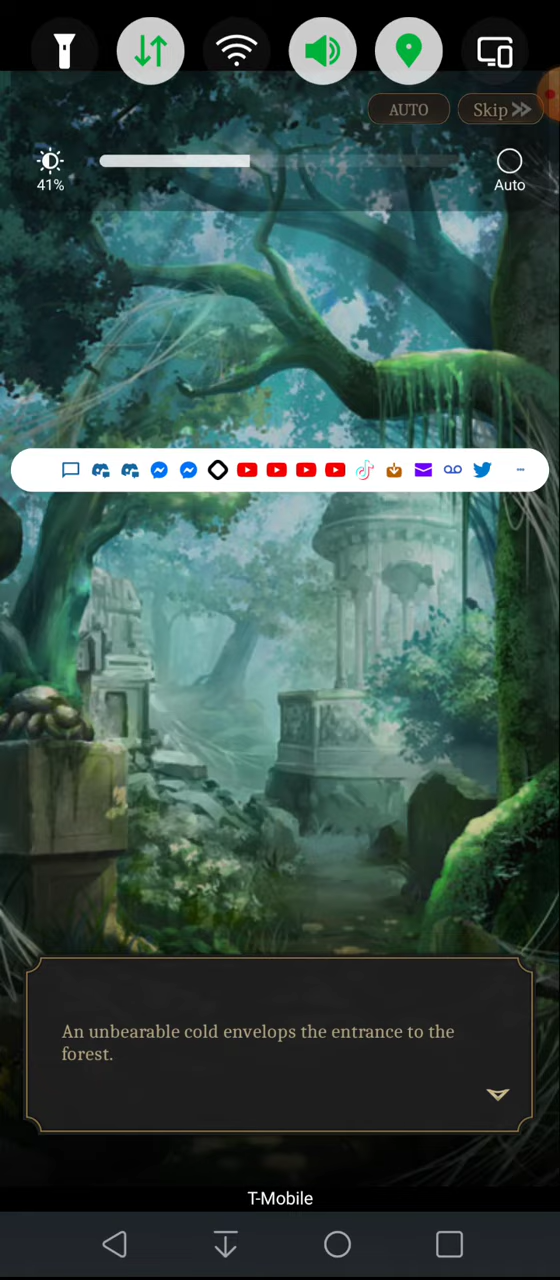 AUTO
Skip
41%
Auto
An unbearable cold envelops the entrance to the
forest.
T-Mobile